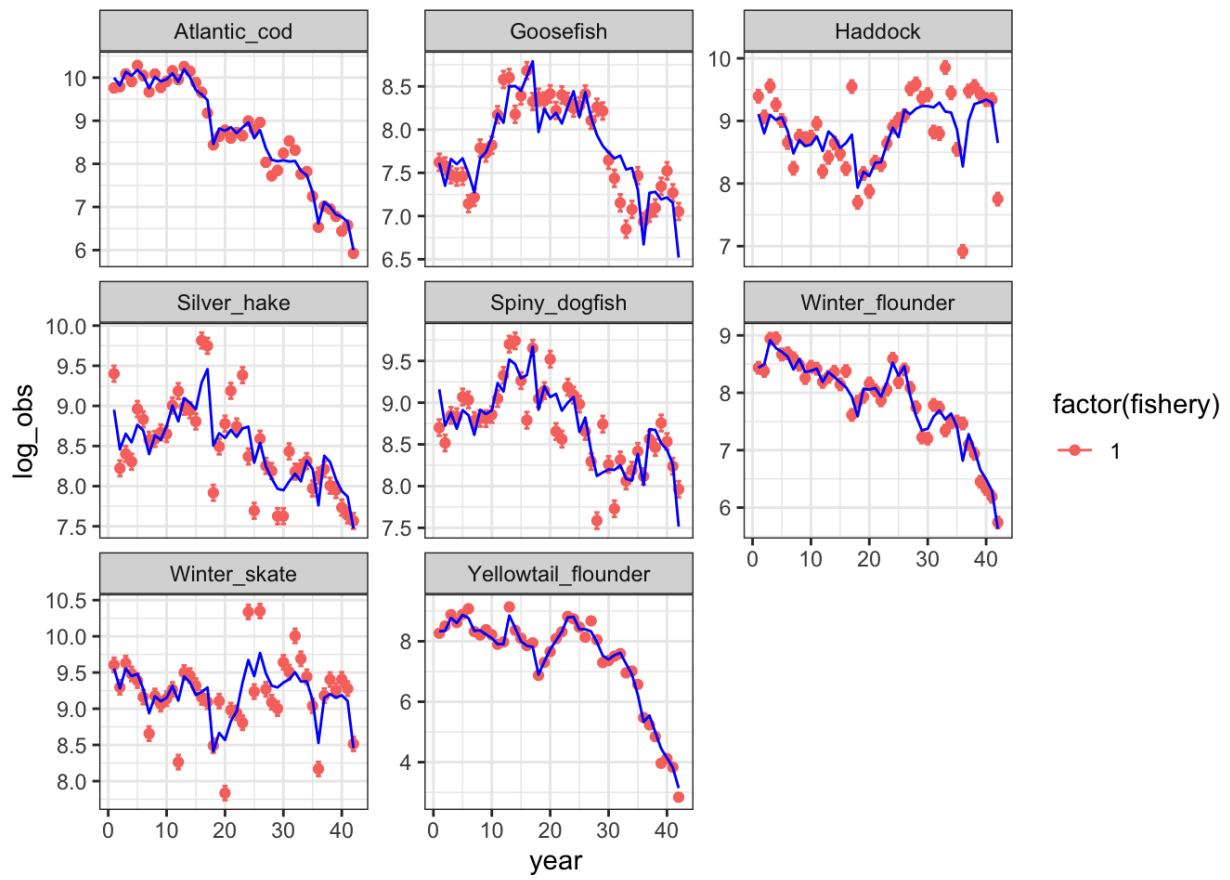 Atlantic_cod
Goosefish
Haddock
10
9
8
7
6
8.5
8.0
7.5
7.0
6.5
10
9
8
7
Silver_hake
Spiny_dogfish
Winter_flounder
10.0
9.5
9.0
8.5
8.0
7.5
9.5
9.0
8.5
8.0
7.5
9
8
7
6
0 10 20 30 40
Winter_skate
Yellowtail_flounder
10.5
10.0
9.5
9.0
8.5
8.0
8
6
4
0 10 20 30 40
0 10 20 30 40
year
log_obs
factor(fishery)
1